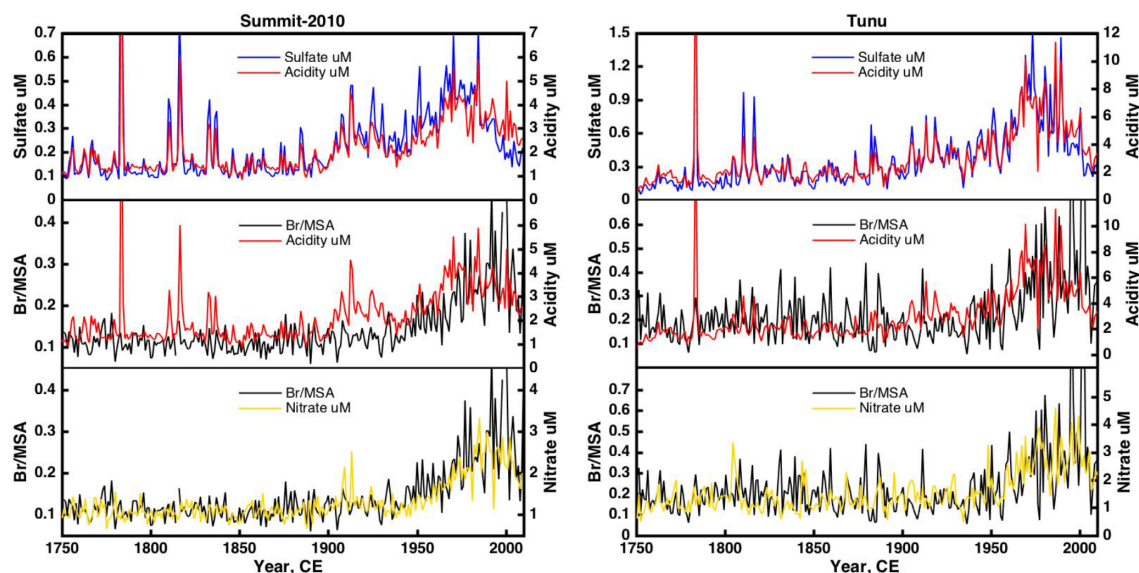 Summit-2010
Tunu
0.7
0.6
0.5
0.4
0.3
0.2
0.1
0
Sulfate uM
Sulfate uM
Acidity uM
7
6
5
4
3
2
1
0
Acidity uM
1.5
1.2
0.9
0.6
0.3
0
Sulfate uM
Sulfate uM
Acidity uM
12
10
8
6
4
2
0
Acidity uM
0.4
0.3
0.2
0.1
Br/MSA
Br/MSA
Acidity uM
6
5
4
3
2
1
0
Acidity uM
0.6
0.5
0.4
0.3
0.2
0.1
Br/MSA
Br/MSA
Acidity uM
10
8
6
4
2
0
Acidity uM
0.4
0.3
0.2
0.1
Br/MSA
Br/MSA
Nitrate uM
4
3
2
1
Nitrate uM
0.7
0.6
0.5
0.4
0.3
0.2
0.1
0
Br/MSA
Br/MSA
Nitrate uM
5
4
3
2
1
0
Nitrate uM
1750 1800 1850 1900 1950 2000
Year, CE
1750 1800 1850 1900 1950 2000
Year, CE